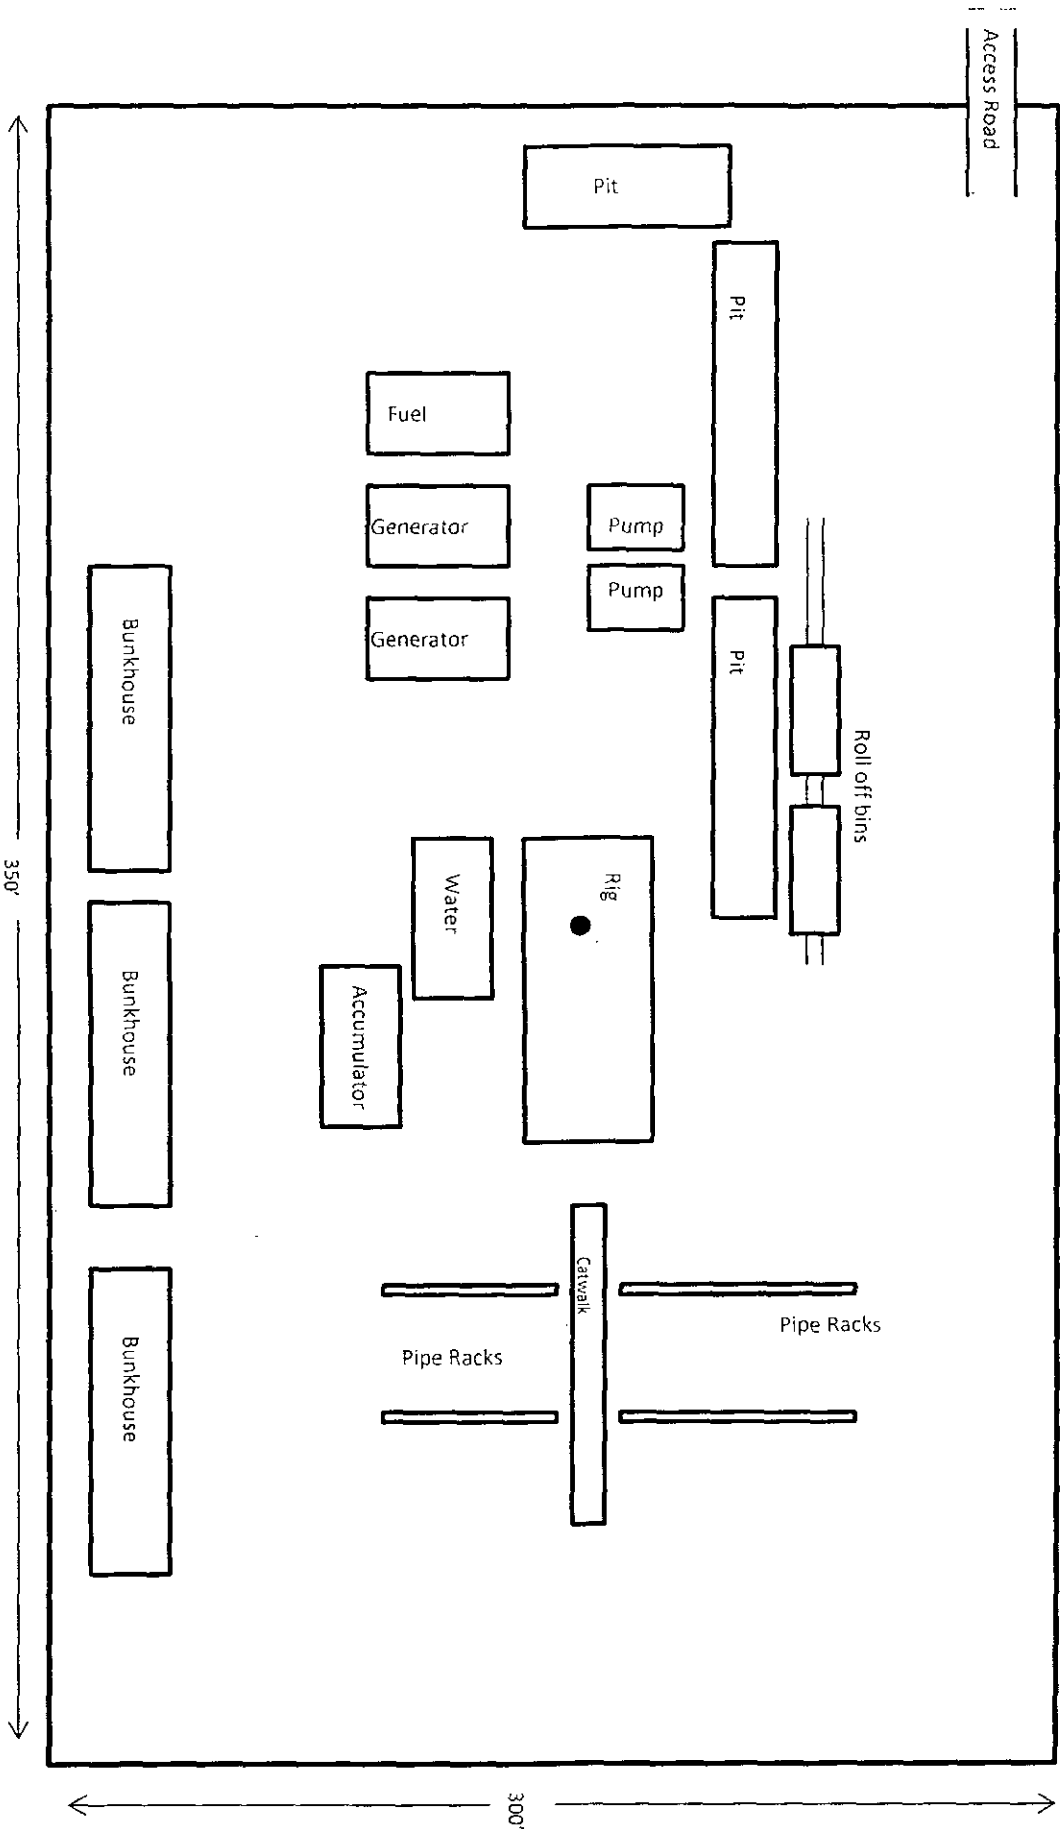 Access Road
Pit
Pit
Fuel
Generator
Pump
Pump
Generator
Pit
Bunkhouse
Roll off bins
350'
Water
Rig
Bunkhouse
Accumulator
Catwalk
Pipe Racks
Pipe Racks
Bunkhouse
300'